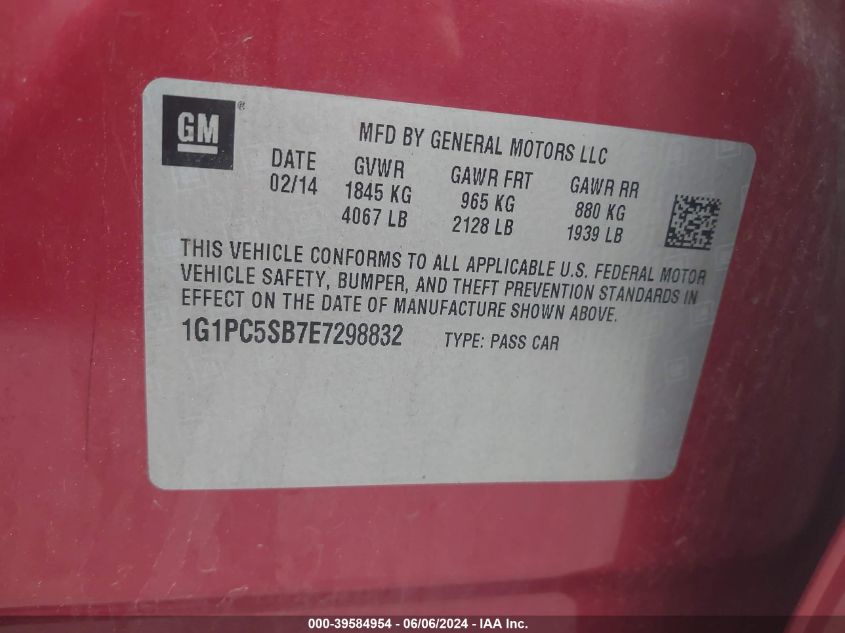 GM®
MFD BY GENERAL MOTORS LLC
DATE GVWR GAWR FRT GAWR RR
02/14 1845 KG 965 KG 880 KG
4067 LB 2128 LB 1939 LB
THIS VEHICLE CONFORMS TO ALL APPLICABLE U.S. FEDERAL MOTOR
VEHICLE SAFETY, BUMPER, AND THEFT PREVENTION STANDARDS IN
EFFECT ON THE DATE OF MANUFACTURE SHOWN ABOVE.
1G1PC5SB7E7298832 TYPE: PASS CAR
000-39584954 - 06/06/2024 - IAA Inc.